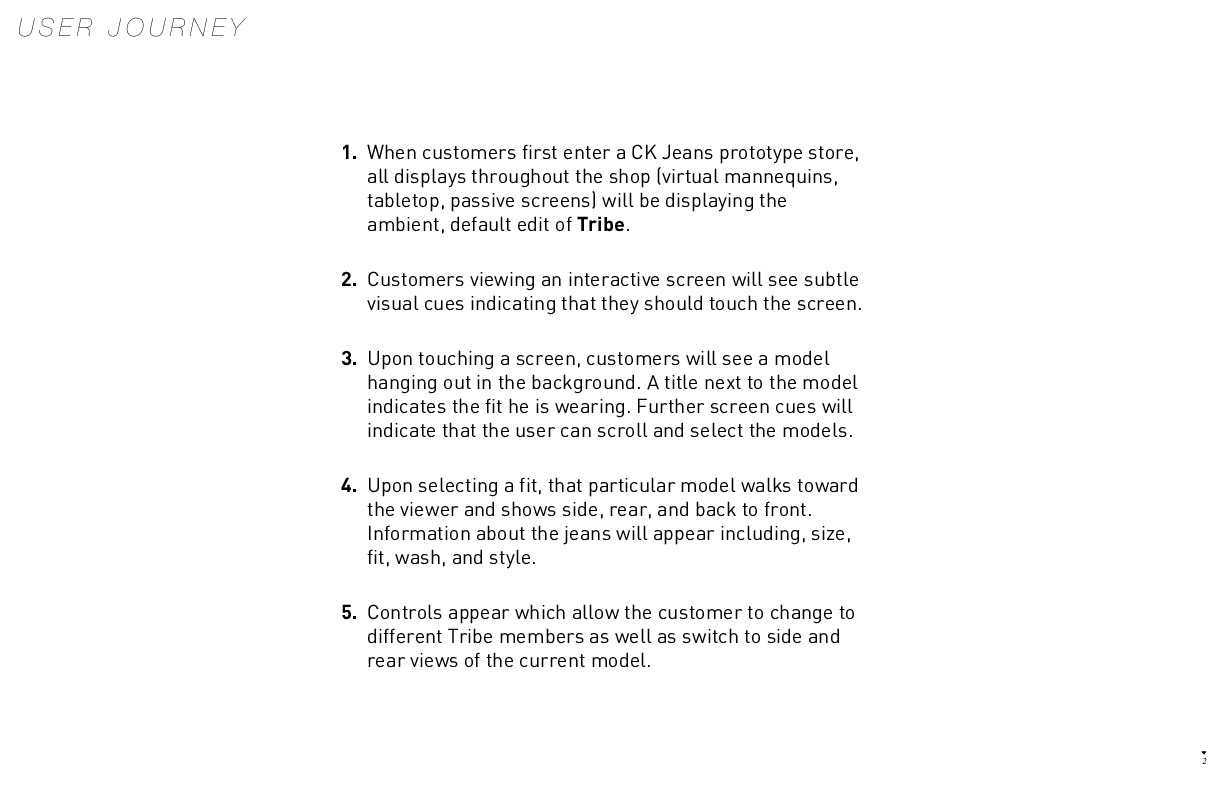 USER JOURNEY
1. When customers first enter a CK Jeans prototype store,
all displays throughout the shop (virtual mannequins,
tabletop, passive screens) will be displaying the
ambient, default edit of Tribe.
2. Customers viewing an interactive screen will see subtle
visual cues indicating that they should touch the screen.
3. Upon touching a screen, customers will see a model
hanging out in the background. A title next to the model
indicates the fit he is wearing. Further screen cues will
indicate that the user can scroll and select the models.
4. Upon selecting a fit, that particular model walks toward
the viewer and shows side, rear, and back to front.
Information about the jeans will appear including, size,
fit, wash, and style.
5. Controls appear which allow the customer to change to
different Tribe members as well as switch to side and
rear views of the current model.
2